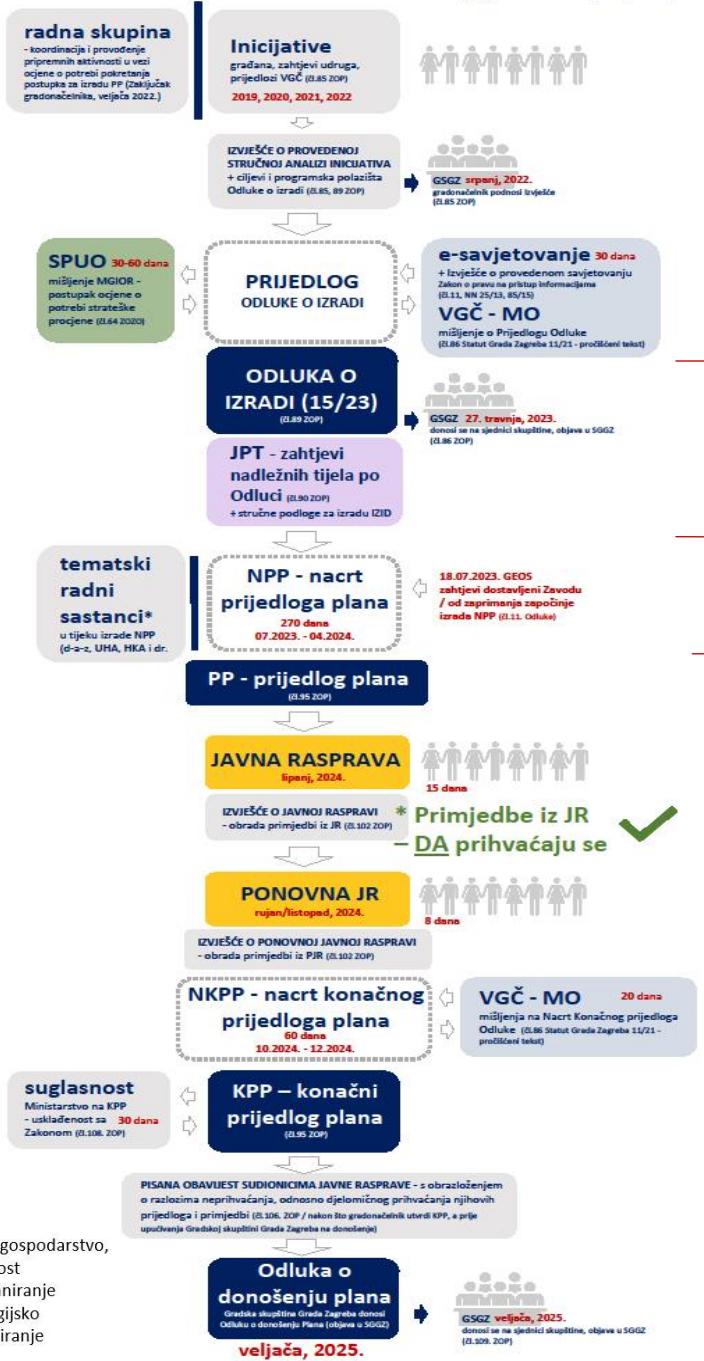 radna skupina
- koordinacija i provođenje
pripremnih aktivnosti u vezi
ocjene o potrebi pokretanja
postupka za izradu PP (Zaključak
gradonačelnika, veljača 2022.)
Inicijative
građana, zahtjevi udruga,
prijedlozi VGČ (čl.85 ZOP)
2019, 2020, 2021, 2022
IZVJEŠĆE O PROVEDENOJ
STRUČNOJ ANALIZI INICIJATIVA
+ ciljevi i programska polazišta
Odluke o izradi (čl.85, 89 ZOP)
GSGZ srpanj, 2022.
gradonačelnik podnosi Izvješće
(čl.85 ZOP)
SPUO 30-60 dana
mišljenje MGIOR -
postupak ocjene o
potrebi strateške
procjene (čl.64 ZOZO)
PRIJEDLOG
ODLUKE O IZRADI
e-savjetovanje 30 dana
+ Izvješće o provedenom savjetovanju
Zakon o pravu na pristup informacijama
(čl.11, NN 25/13, 85/15)
VGČ - MO
mišljenje o Prijedlogu Odluke
(čl.86 Statut Grada Zagreba 11/21 - pročišćeni tekst)
ODLUKA O
IZRADI (15/23)
(čl.89 ZOP)
GSGZ 27. travnja, 2023.
donosi se na sjednici skupštine, objava u SGGZ
(čl.86 ZOP)
JPT - zahtjevi
nadležnih tijela po
Odluci (čl.90 ZOP)
+ stručne podloge za izradu IZID
tematski
radni
sastanci*
u tijeku izrade NPP
(d-a-z, UHA, HKA i dr.
NPP - nacrt
prijedloga plana
270 dana
07.2023. - 04.2024.
18.07.2023. GEOS
zahtjevi dostavljeni Zavodu
/ od zaprimanja započinje
izrada NPP (čl.11. Odluke)
PP - prijedlog plana
(čl.95 ZOP)
JAVNA RASPRAVA
lipanj, 2024.
15 dana
IZVJEŠĆE O JAVNOJ RASPRAVI
- obrada primjedbi iz JR (čl.102 ZOP)
* Primjedbe iz JR
– DA prihvaćaju se
PONOVNA JR
rujan/listopad, 2024.
8 dana
IZVJEŠĆE O PONOVNOJ JAVNOJ RASPRAVI
- obrada primjedbi iz PJR (čl.102 ZOP)
NKPP - nacrt konačnog
prijedloga plana
60 dana
10.2024. - 12.2024.
VGČ - MO 20 dana
mišljenja na Nacrt Konačnog prijedloga
Odluke (čl.86 Statut Grada Zagreba 11/21 -
pročišćeni tekst)
suglasnost
Ministarstvo na KPP
- usklađenost sa 30 dana
Zakonom (čl.108. ZOP)
KPP – konačni
prijedlog plana
(čl.95 ZOP)
PISANA OBAVIJEST SUDIONICIMA JAVNE RASPRAVE - s obrazloženjem
o razlozima neprihvaćanja, odnosno djelomičnog prihvaćanja njihovih
prijedloga i primjedbi (čl.106. ZOP / nakon što gradonačelnik utvrdi KPP, a prije
upućivanja Gradskoj skupštini Grada Zagreba na donošenje)
gospodarstvo,
ost
niranje
gijsko
iranje
Odluka o
donošenju plana
Gradska skupština Grada Zagreba donosi
Odluku o donošenju Plana (objava u SGGZ)
veljača, 2025.
GSGZ veljača, 2025.
donosi se na sjednici skupštine, objava u SGGZ
(čl.109. ZOP)